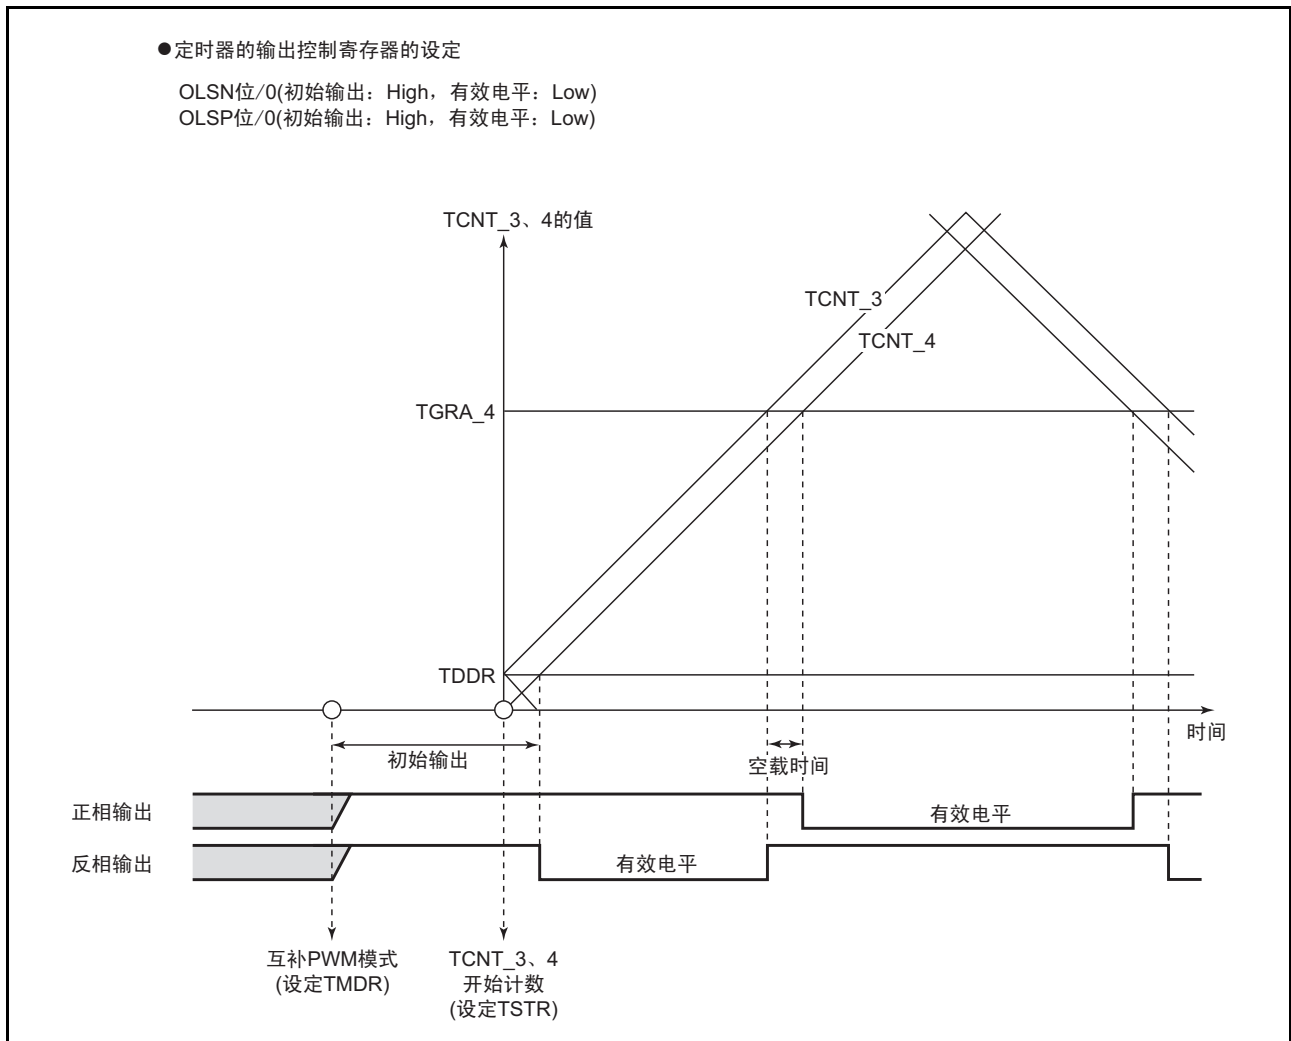 ●定时器的输出控制寄存器的设定
OLSN位/0(初始输出：High，有效电平：Low)
OLSP位/0(初始输出：High，有效电平：Low)
TCNT_3、4的值
TCNT_3
TCNT_4
TGRA_4
TDDR
时间
初始输出
空载时间
正相输出
有效电平
反相输出
有效电平
互补PWM模式
(设定TMDR)
TCNT_3、4
开始计数
(设定TSTR)